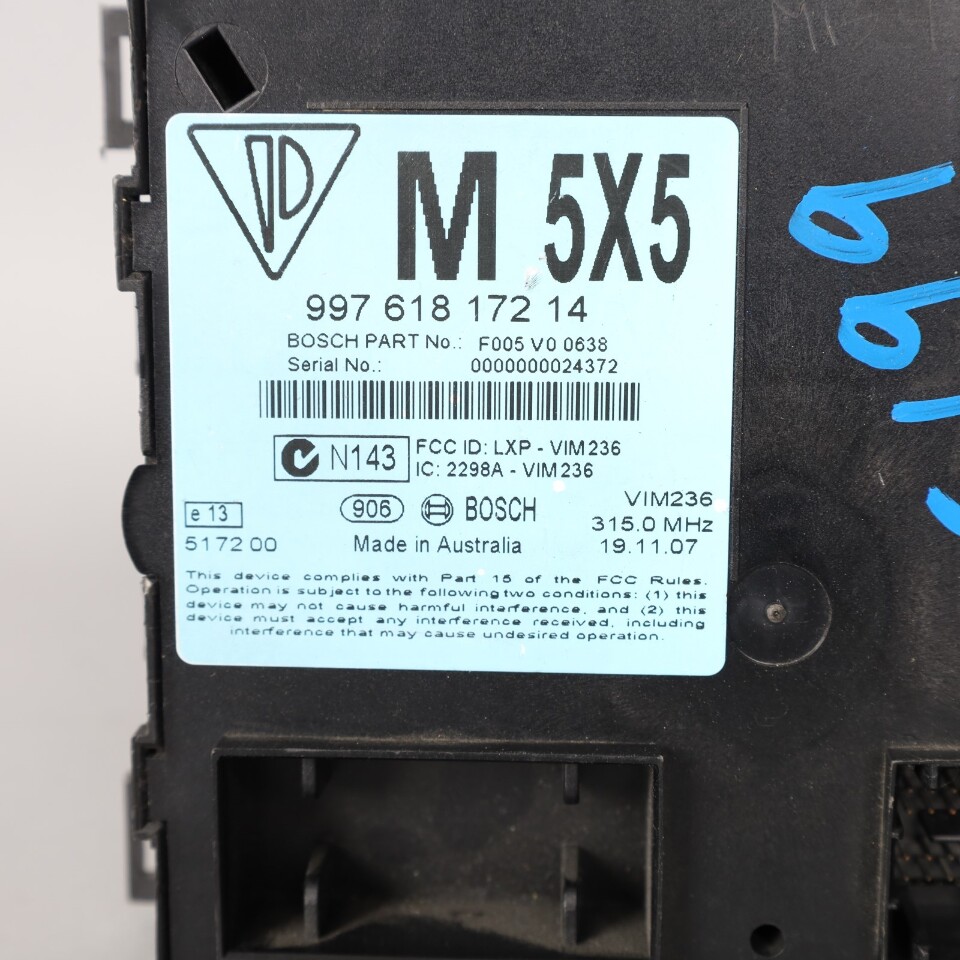 M 5X5
997 618 172 14
BOSCH PART No.: F005 V0 0638
Serial No.: 0000000024372
N143 FCC ID: LXP - VIM236
IC: 2298A - VIM236
e 13 906 BOSCH VIM236
315.0 MHz
517200 Made in Australia 19.11.07
This device complies with Part 15 of the FCC Rules.
Operation is subject to the following two conditions: (1) this
device may not cause harmful interference, and (2) this
device must accept any interference received, including
interference that may cause undesired operation.